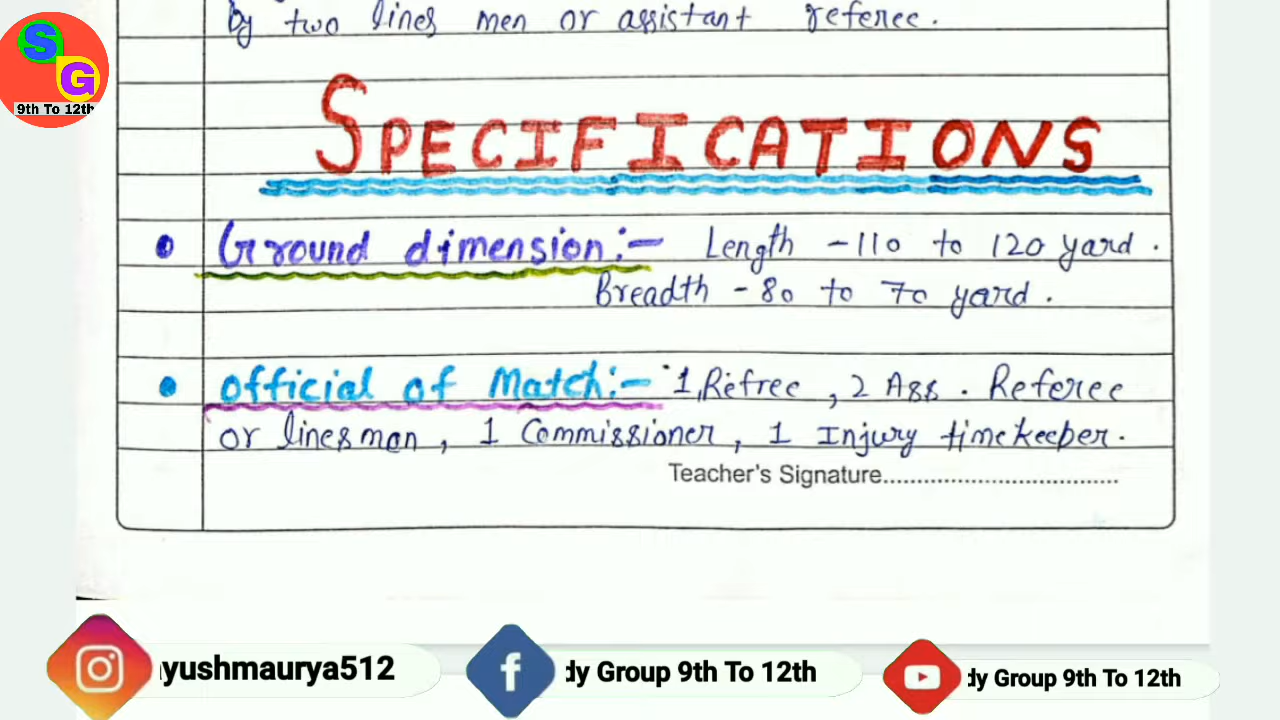 by two lines men or assistant referee.
SPECIFICATIONS
Ground dimension:- Length - 110 to 120 yard.
Breadth - 80 to 70 yard.
official of Match:- 1, Refree, 2 Ass. Referee
or linesman, 1 Commissioner, 1 Injury timekeeper.
Teacher's Signature....................................
SG
9th To 12th
yushmaurya512
dy Group 9th To 12th
dy Group 9th To 12th